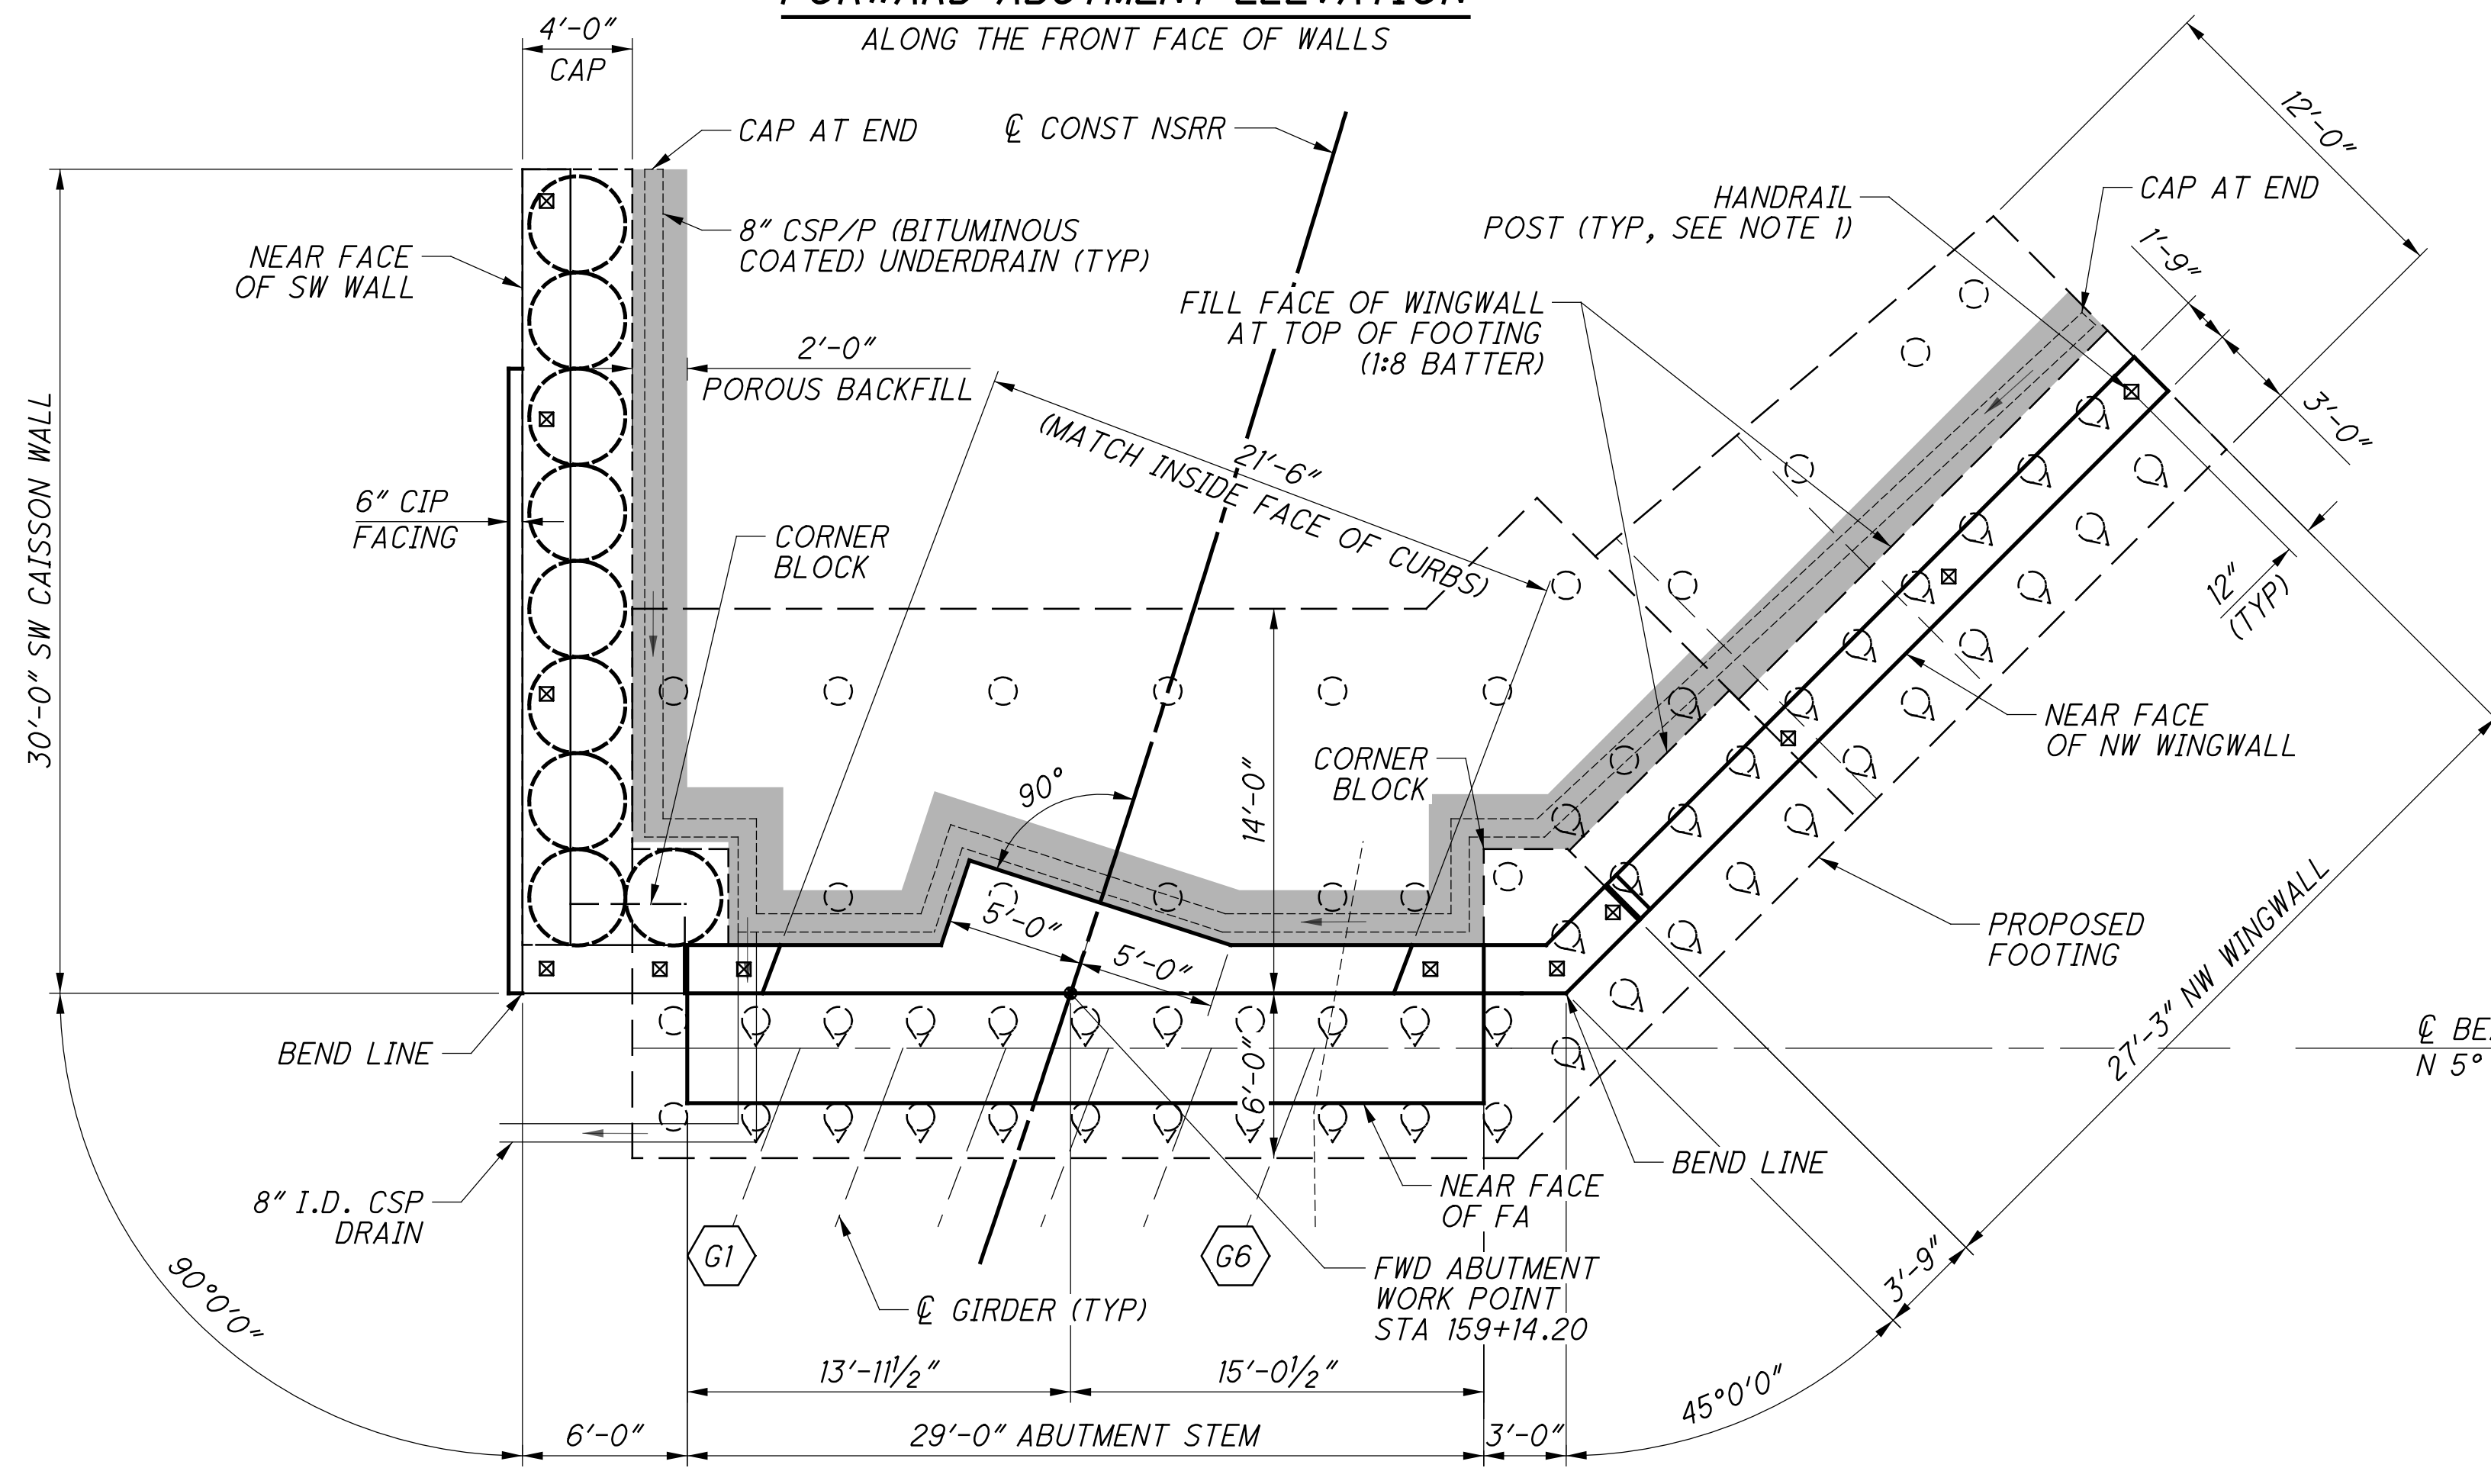 FORWARD ABUTMENT ELEVATION
ALONG THE FRONT FACE OF WALLS
4'-0"
CAP
CAP AT END
℄ CONST NSRR
12'-0"
HANDRAIL
POST (TYP, SEE NOTE 1)
CAP AT END
8" CSP/P (BITUMINOUS
COATED) UNDERDRAIN (TYP)
NEAR FACE
OF SW WALL
1'-9"
FILL FACE OF WINGWALL
AT TOP OF FOOTING
(1:8 BATTER)
2'-0"
POROUS BACKFILL
3'-0"
21'-6"
(MATCH INSIDE FACE OF CURBS)
30'-0" SW CAISSON WALL
6" CIP
FACING
CORNER
BLOCK
12"
(TYP)
NEAR FACE
OF NW WINGWALL
CORNER
BLOCK
90°
14'-0"
5'-0"
5'-0"
PROPOSED
FOOTING
27'-3" NW WINGWALL
BEND LINE
6'-0"
℄
N 5°
BEND LINE
8" I.D. CSP
DRAIN
NEAR FACE
OF FA
G1
G6
FWD ABUTMENT
WORK POINT
STA 159+14.20
℄ GIRDER (TYP)
3'-9"
90°0'0"
13'-11½"
15'-0½"
45°0'0"
6'-0"
29'-0" ABUTMENT STEM
3'-0"